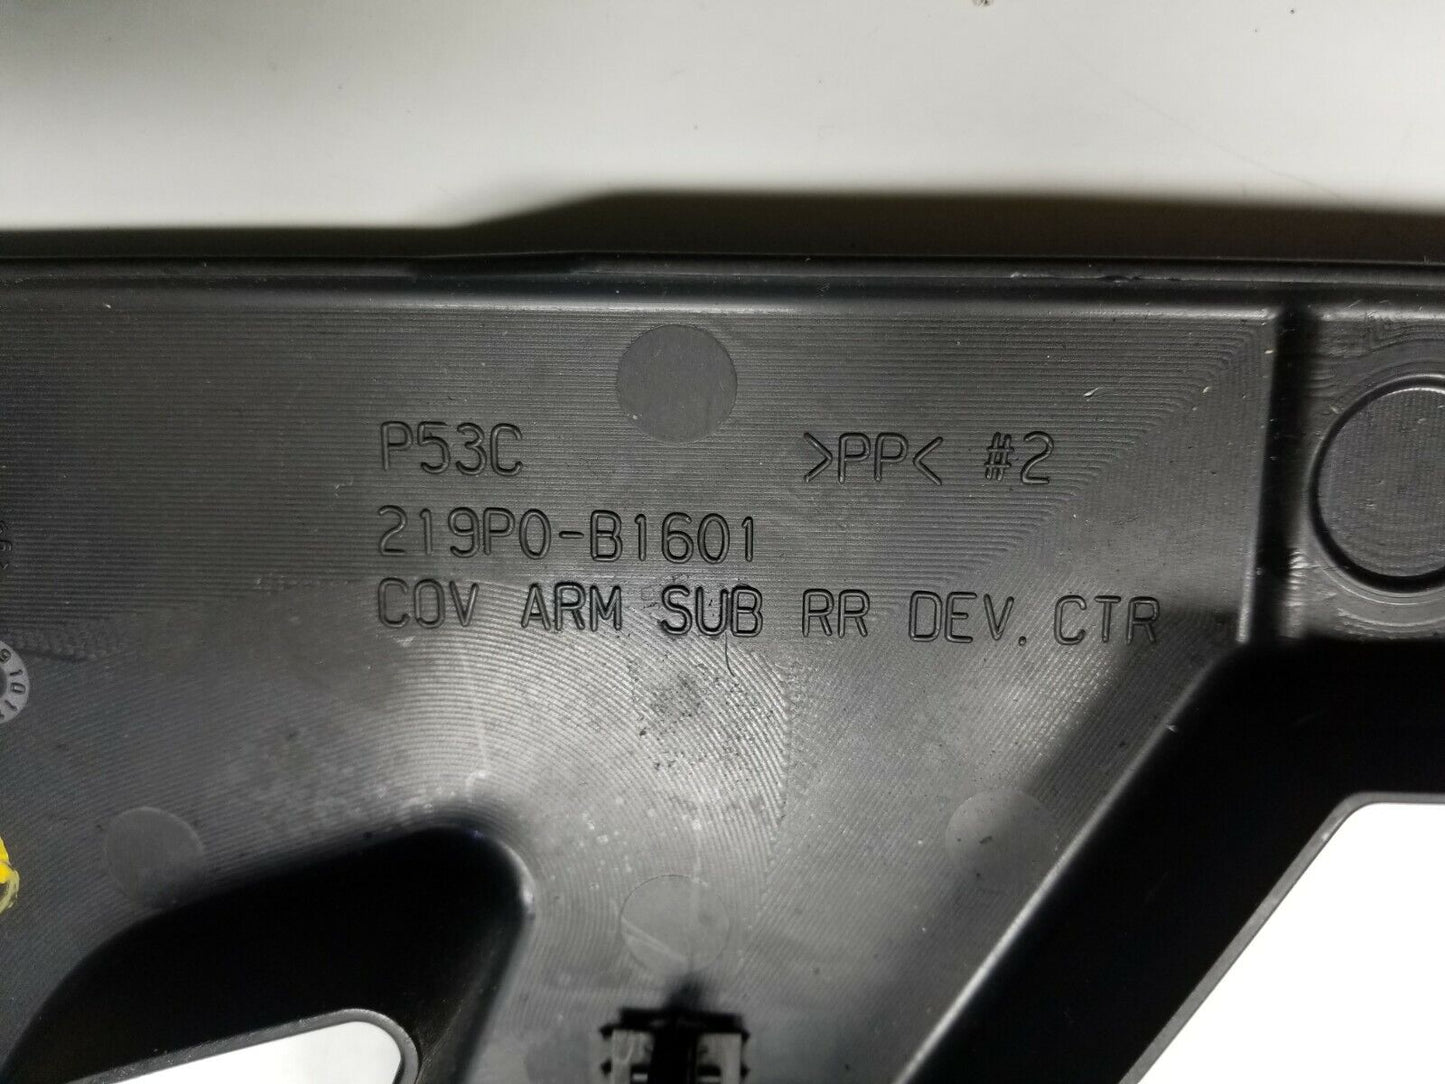 P53C >PP< #2
219P0-B1601
COV ARM SUB RR DEV. CTR